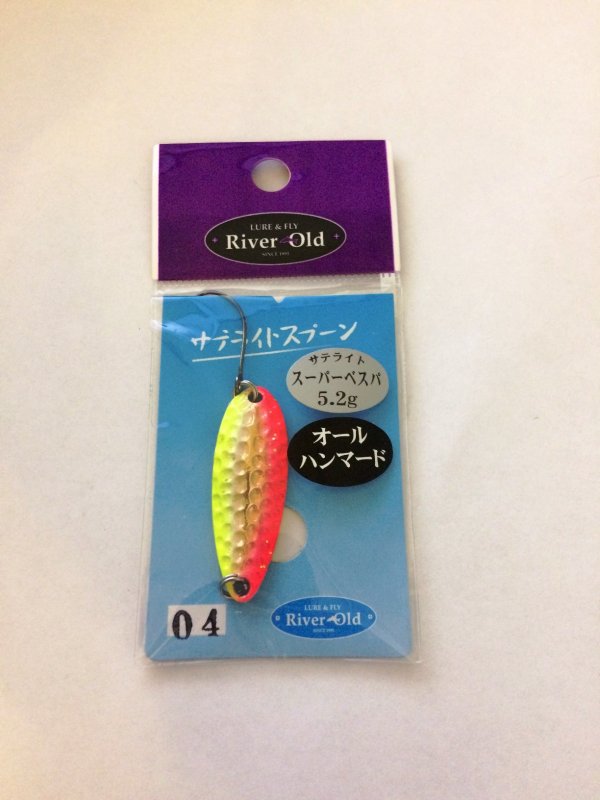 LURE & FLY
River Old
SINCE 1995
サテライトスプーン
サテライト
スーパーベスパ
5.2g
オール
ハンマード
04
LURE & FLY
River Old
SINCE 1995